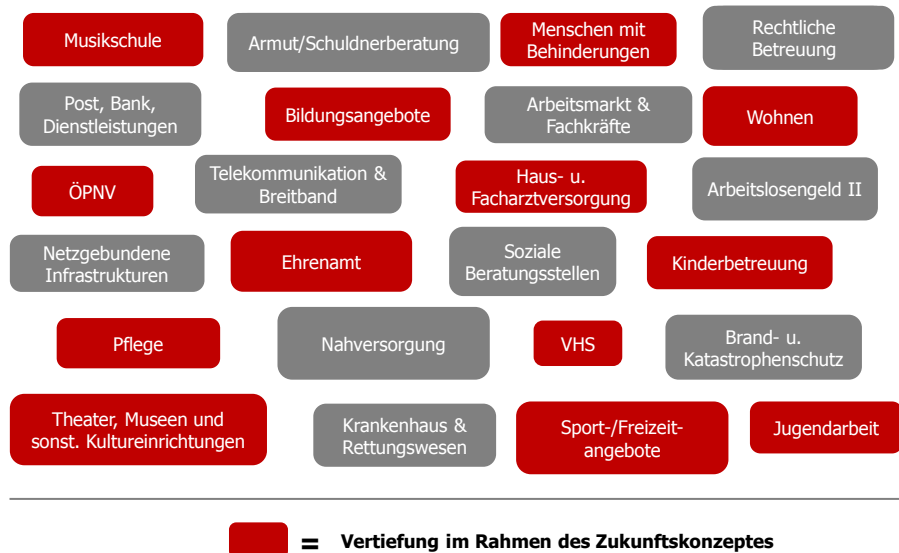 Musikschule
Armut/Schuldnerberatung
Menschen mit
Behinderungen
Rechtliche
Betreuung
Post, Bank,
Dienstleistungen
Bildungsangebote
Arbeitsmarkt &
Fachkräfte
Wohnen
ÖPNV
Telekommunikation &
Breitband
Haus- u.
Facharztversorgung
Arbeitslosengeld II
Netzgebundene
Infrastrukturen
Ehrenamt
Soziale
Beratungsstellen
Kinderbetreuung
Pflege
Nahversorgung
VHS
Brand- u.
Katastrophenschutz
Theater, Museen und
sonst. Kultureinrichtungen
Krankenhaus &
Rettungswesen
Sport-/Freizeit-
angebote
Jugendarbeit
= Vertiefung im Rahmen des Zukunftskonzeptes